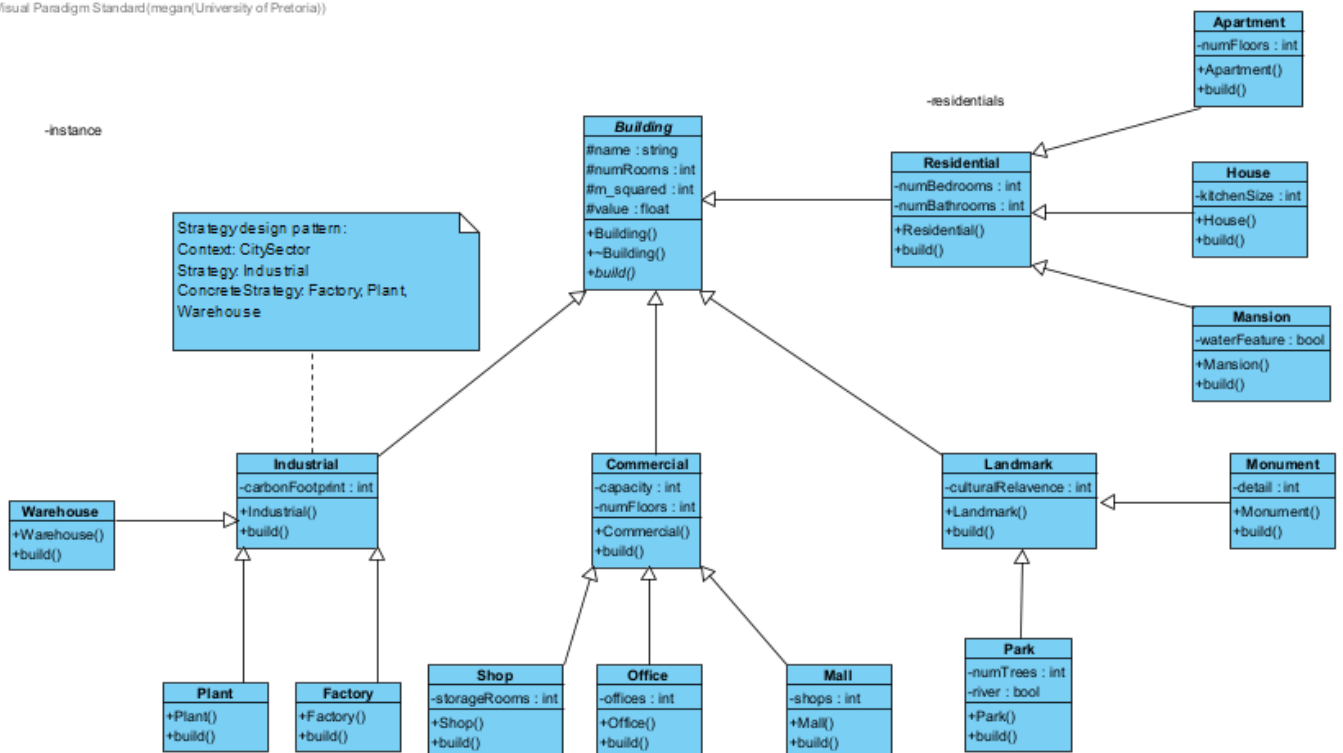 Visual Paradigm Standard(megan(University of Pretoria))
Apartment
-numFloors : int
+Apartment()
+build()
-residentials
-instance
Building
#name : string
#numRooms : int
#m_squared : int
#value : float
+Building()
+~Building()
+build()
Residential
-numBedrooms : int
-numBathrooms : int
+Residential()
+build()
House
-kitchenSize : int
+House()
+build()
Strategy design pattern:
Context: CitySector
Strategy: Industrial
ConcreteStrategy: Factory, Plant,
Warehouse
Mansion
-waterFeature : bool
+Mansion()
+build()
Industrial
-carbonFootprint : int
+Industrial()
+build()
Commercial
-capacity : int
-numFloors : int
+Commercial()
+build()
Landmark
-culturalRelavence : int
+Landmark()
+build()
Monument
-detail : int
+Monument()
+build()
Warehouse
+Warehouse()
+build()
Plant
+Plant()
+build()
Factory
+Factory()
+build()
Shop
-storageRooms : int
+Shop()
+build()
Office
-offices : int
+Office()
+build()
Mall
-shops : int
+Mall()
+build()
Park
-numTrees : int
-river : bool
+Park()
+build()